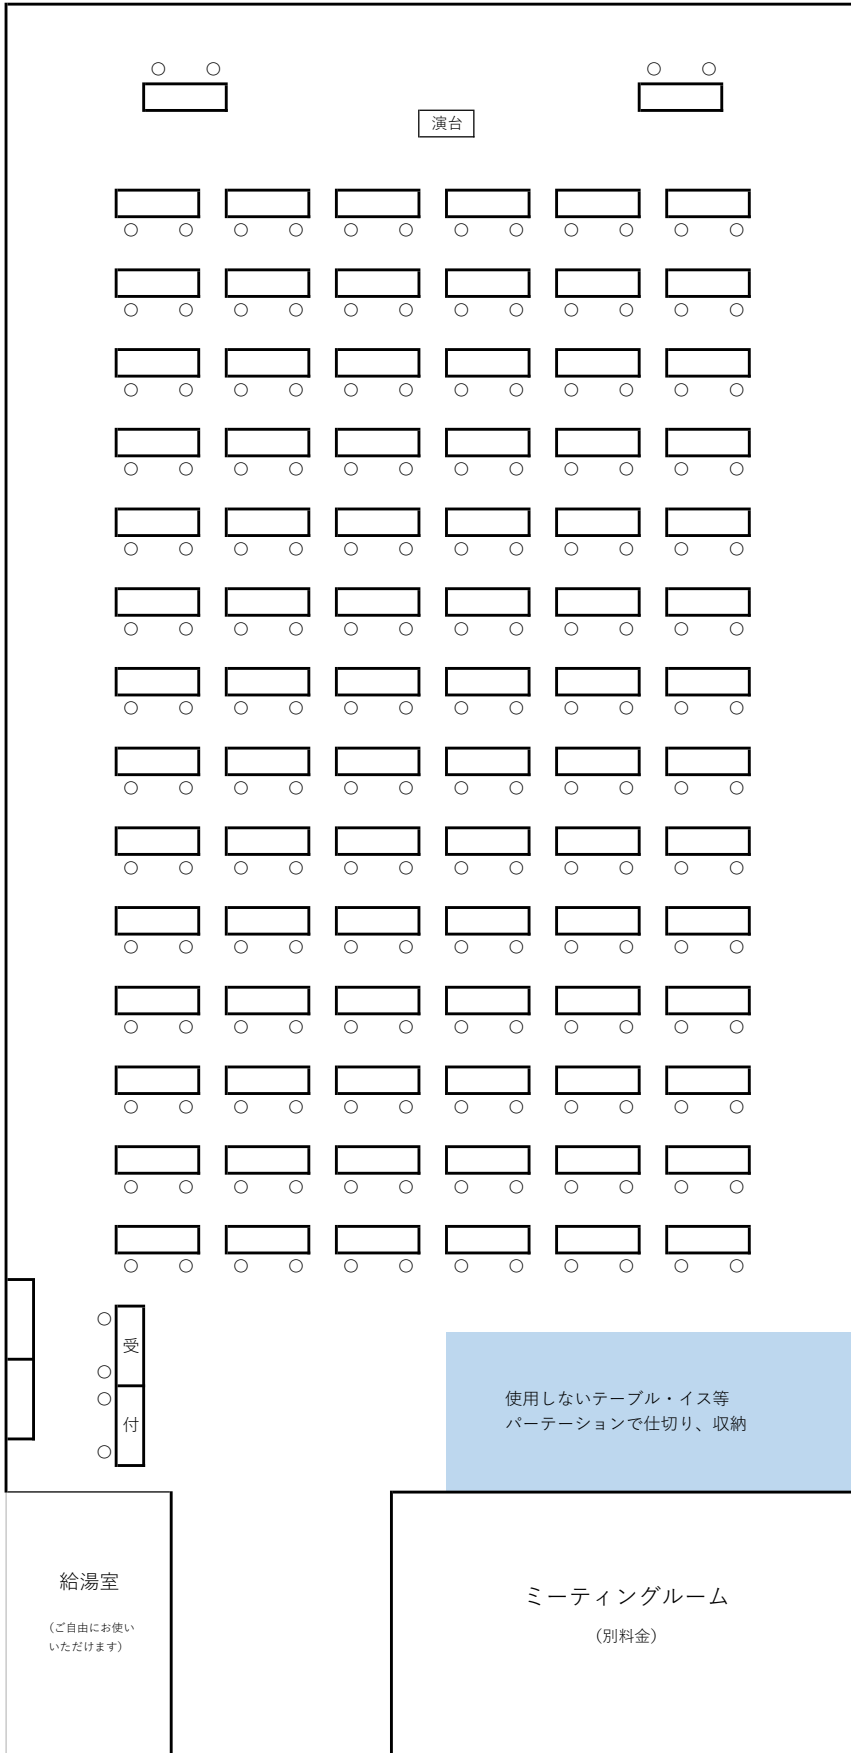 演台
受
付
使用しないテーブル・イス等
パーテーションで仕切り、収納
給湯室
（ご自由にお使い
いただけます）
ミーティングルーム
（別料金）